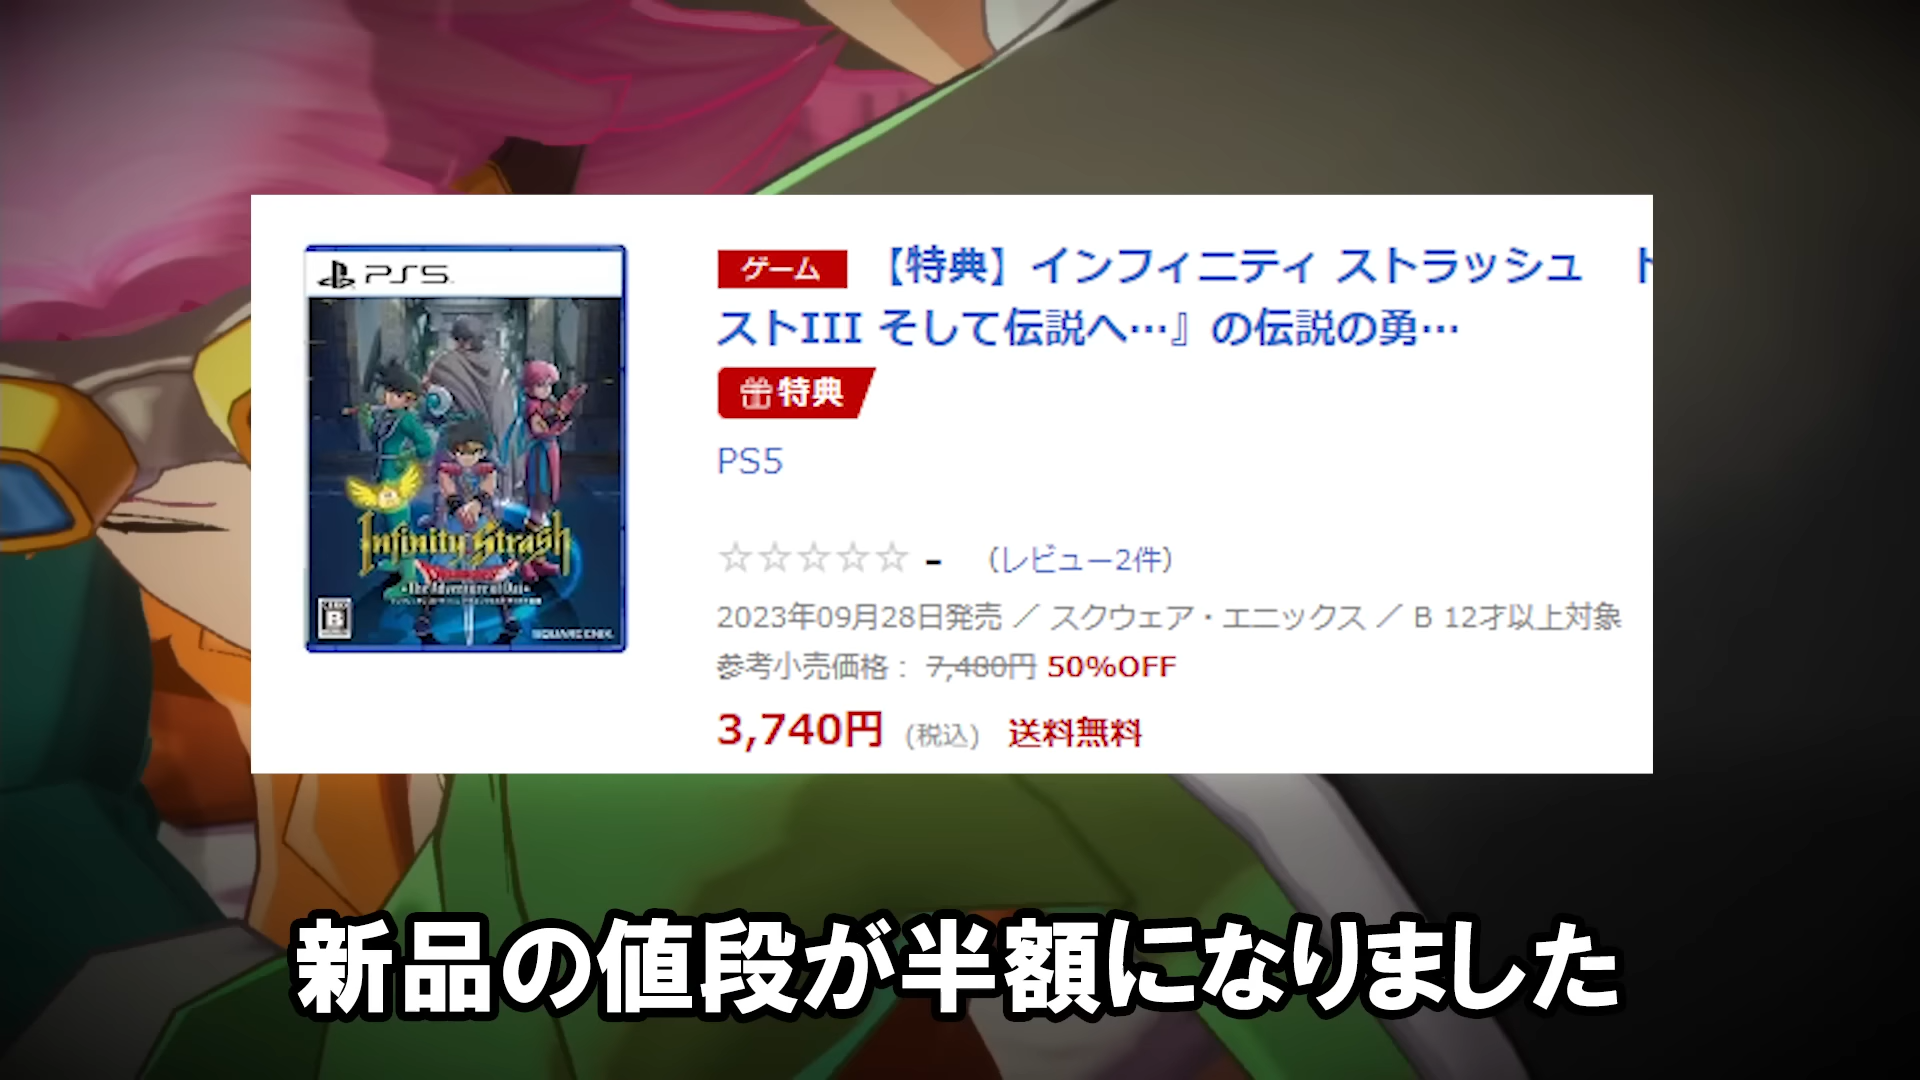 PS5
Infinity Strash
The Adventure of Dai
B
SQUARE ENIX
ゲーム 【特典】インフィニティ ストラッシュ ド
ストIII そして伝説へ…』の伝説の勇…
特典
PS5
☆☆☆☆☆ - （レビュー2件）
2023年09月28日発売 ／ スクウェア・エニックス ／ B 12才以上対象
参考小売価格： 7,480円 50%OFF
3,740円 （税込） 送料無料
新品の値段が半額になりました